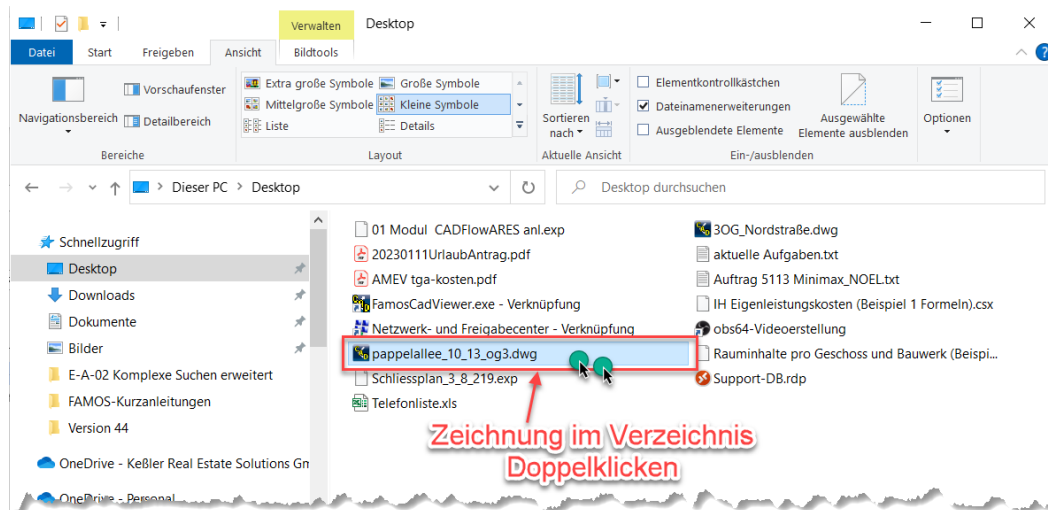 Verwalten
Desktop
Datei
Start
Freigeben
Ansicht
Bildtools
Navigationsbereich
Vorschaufenster
Detailbereich
Bereiche
Extra große Symbole
Große Symbole
Mittelgroße Symbole
Kleine Symbole
Liste
Details
Layout
Sortieren
nach
Aktuelle Ansicht
Elementkontrollkästchen
Dateinamenerweiterungen
Ausgeblendete Elemente
Ausgewählte
Elemente ausblenden
Ein-/ausblenden
Optionen
Dieser PC > Desktop
Desktop durchsuchen
Schnellzugriff
Desktop
Downloads
Dokumente
Bilder
E-A-02 Komplexe Suchen erweitert
FAMOS-Kurzanleitungen
Version 44
OneDrive - Keßler Real Estate Solutions Gm
OneDrive - Personal
01 Modul CADFlowARES anl.exp
20230111UrlaubAntrag.pdf
AMEV tga-kosten.pdf
FamosCadViewer.exe - Verknüpfung
Netzwerk- und Freigabecenter - Verknüpfung
pappelallee_10_13_og3.dwg
Schliessplan_3_8_219.exp
Telefonliste.xls
3OG_Nordstraße.dwg
aktuelle Aufgaben.txt
Auftrag 5113 Minimax_NOEL.txt
IH Eigenleistungskosten (Beispiel 1 Formeln).csx
obs64-Videoerstellung
Rauminhalte pro Geschoss und Bauwerk (Beispi...
Support-DB.rdp
Zeichnung im Verzeichnis
Doppelklicken